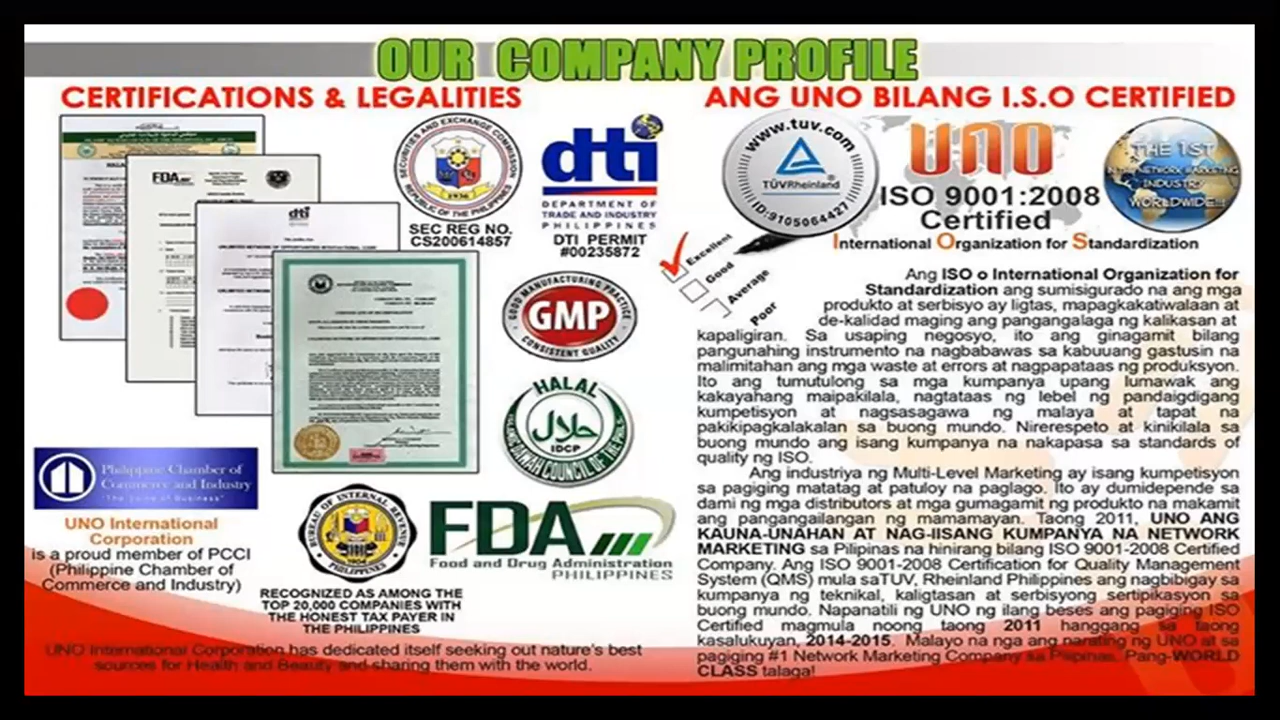 OUR COMPANY PROFILE
CERTIFICATIONS & LEGALITIES
FDA
dti
SECURITIES AND EXCHANGE COMMISSION
REPUBLIC OF THE PHILIPPINES
1936
SEC REG NO.
CS200614857
dti
DEPARTMENT OF
TRADE AND INDUSTRY
PHILIPPINES
DTI PERMIT
#00235872
GOOD MANUFACTURING PRACTICE
GMP
CONSISTENT QUALITY
HALAL
حلال
IDCP
Philippine Chamber of
Commerce and Industry
"The Voice of Business"
UNO International
Corporation
is a proud member of PCCI
(Philippine Chamber of
Commerce and Industry)
BUREAU OF INTERNAL REVENUE
1904
PHILIPPINES
RECOGNIZED AS AMONG THE
TOP 20,000 COMPANIES WITH
THE HONEST TAX PAYER IN
THE PHILIPPINES
FDA
Food and Drug Administration
PHILIPPINES
UNO International Corporation has dedicated itself seeking out nature's best
sources for Health and Beauty and sharing them with the world.
ANG UNO BILANG I.S.O CERTIFIED
www.tuv.com
TÜVRheinland
ID:9105064427
UNO
ISO 9001:2008
Certified
International Organization for Standardization
THE 1ST
IN THE NETWORK MARKETING
INDUSTRY
WORLDWIDE!!!
Excellent
Good
Average
Poor
Ang ISO o International Organization for
Standardization ang sumisigurado na ang mga
produkto at serbisyo ay ligtas, mapagkakatiwalaan at
de-kalidad maging ang pangangalaga ng kalikasan at
kapaligiran. Sa usaping negosyo, ito ang ginagamit bilang
pangunahing instrumento na nagbabawas sa kabuuang gastusin na
malimitahan ang mga waste at errors at nagpapataas ng produksyon.
Ito ang tumutulong sa mga kumpanya upang lumawak ang
kakayahang maipakilala, nagtataas ng lebel ng pandaigdigang
kumpetisyon at nagsasagawa ng malaya at tapat na
pakikipagkalakalan sa buong mundo. Nirerespeto at kinikilala sa
buong mundo ang isang kumpanya na nakapasa sa standards of
quality ng ISO.
Ang industriya ng Multi-Level Marketing ay isang kumpetisyon
sa pagiging matatag at patuloy na paglago. Ito ay dumidepende sa
dami ng mga distributors at mga gumagamit ng produkto na makamit
ang pangangailangan ng mamamayan. Taong 2011, UNO ANG
KAUNA-UNAHAN AT NAG-IISANG KUMPANYA NA NETWORK
MARKETING sa Pilipinas na hinirang bilang ISO 9001-2008 Certified
Company. Ang ISO 9001-2008 Certification for Quality Management
System (QMS) mula saTUV, Rheinland Philippines ang nagbibigay sa
kumpanya ng teknikal, kaligtasan at serbisyong sertipikasyon sa
buong mundo. Napanatili ng UNO ng ilang beses ang pagiging ISO
Certified magmula noong taong 2011 hanggang sa taong
kasalukuyan, 2014-2015. Malayo na nga ang narating ng UNO at sa
pagiging #1 Network Marketing Company sa Pilipinas. Pang-WORLD
CLASS talaga!